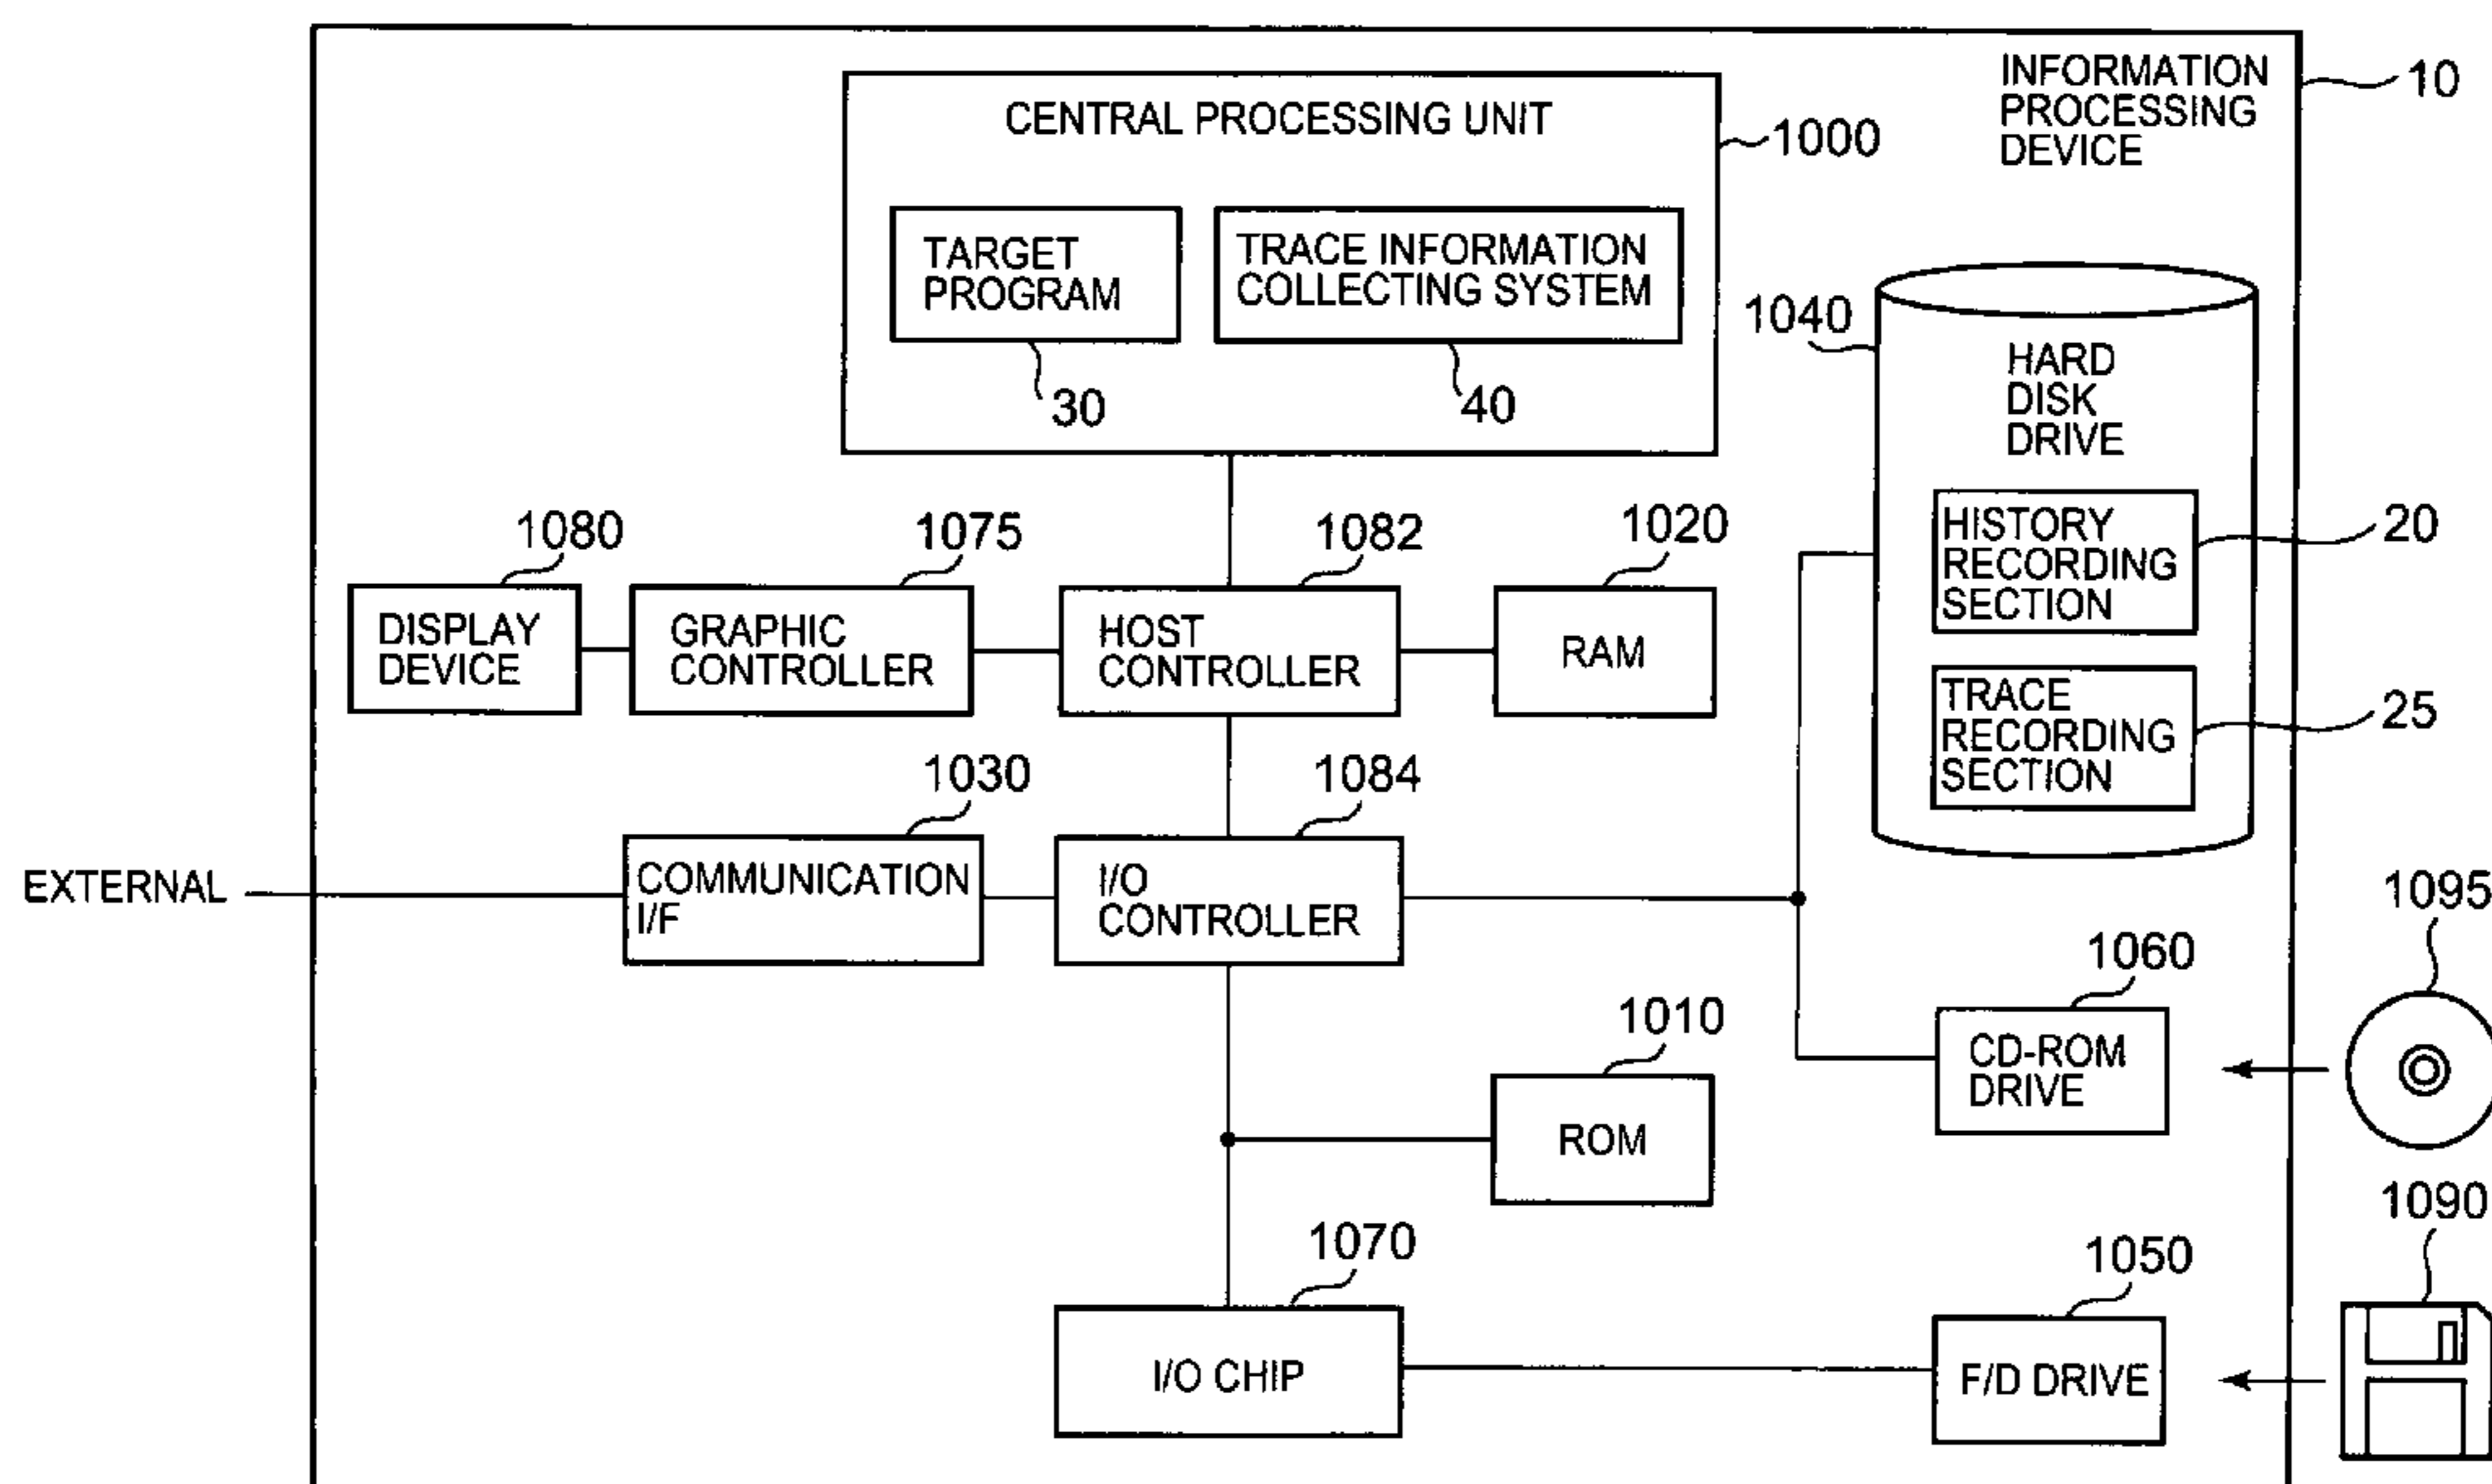 INFORMATION
PROCESSING
DEVICE
10
CENTRAL PROCESSING UNIT
1000
TARGET
PROGRAM
30
TRACE INFORMATION
COLLECTING SYSTEM
40
1040
HARD
DISK
DRIVE
HISTORY
RECORDING
SECTION
20
TRACE
RECORDING
SECTION
25
1080
DISPLAY
DEVICE
1075
GRAPHIC
CONTROLLER
1082
HOST
CONTROLLER
1020
RAM
1030
COMMUNICATION
I/F
EXTERNAL
1084
I/O
CONTROLLER
1095
1060
CD-ROM
DRIVE
1010
ROM
1090
1070
I/O CHIP
1050
F/D DRIVE